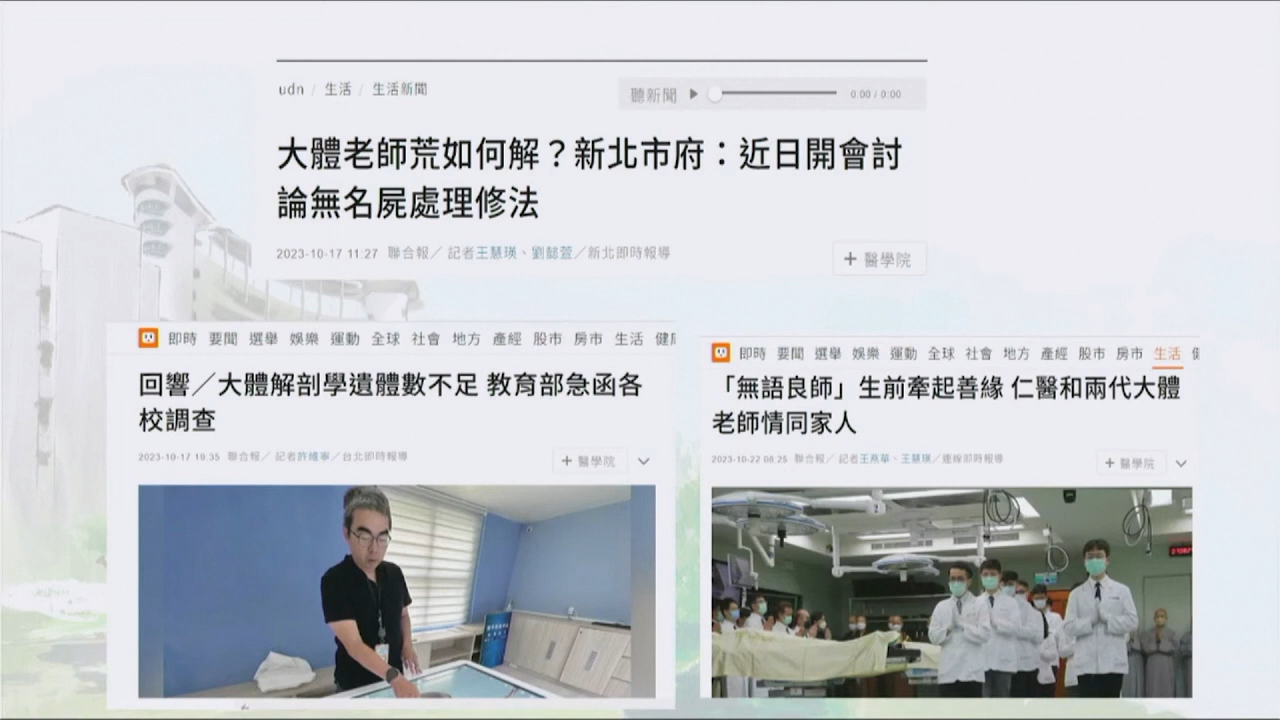 udn / 生活 / 生活新聞
聽新聞
0:00 / 0:00
大體老師荒如何解？新北市府：近日開會討
論無名屍處理修法
2023-10-17 11:27 聯合報／ 記者王慧瑛、劉懿萱／新北即時報導
+ 醫學院
即時 要聞 選舉 娛樂 運動 全球 社會 地方 產經 股市 房市 生活
回響／大體解剖學遺體數不足 教育部急函各
校調查
2023-10-17 10:35 聯合報／ 記者許維寧／台北即時報導
+ 醫學院
即時 要聞 選舉 娛樂 運動 全球 社會 地方 產經 股市 房市 生活
「無語良師」生前牽起善緣 仁醫和兩代大體
老師情同家人
2023-10-22 08:25 聯合報／ 記者王燕華、王慧瑛／連線即時報導
+ 醫學院